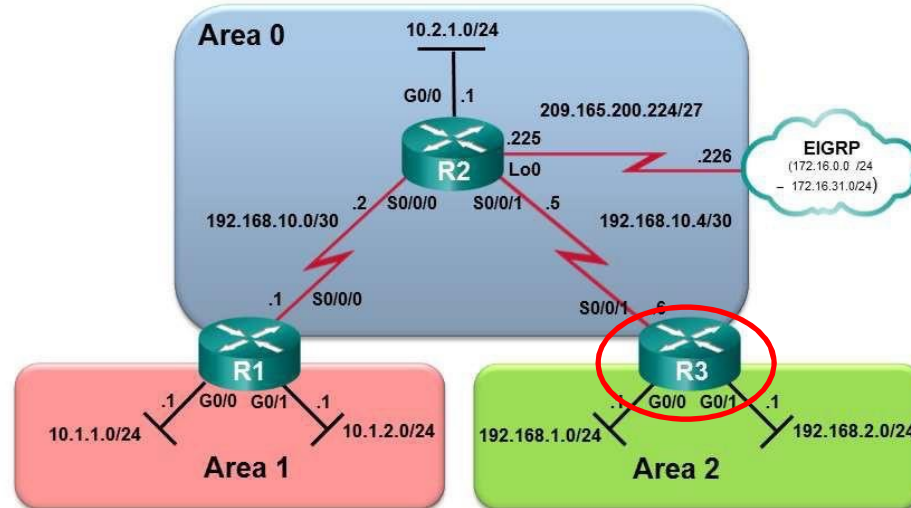 Area 0
10.2.1.0/24
G0/0 .1
209.165.200.224/27
.225
.226
EIGRP
(172.16.0.0 /24
– 172.16.31.0/24)
R2
Lo0
.2 S0/0/0
S0/0/1 .5
192.168.10.0/30
192.168.10.4/30
.1 S0/0/0
S0/0/1 .6
R1
R3
.1 G0/0 G0/1 .1
10.1.1.0/24
10.1.2.0/24
Area 1
.1 G0/0 G0/1 .1
192.168.1.0/24
192.168.2.0/24
Area 2